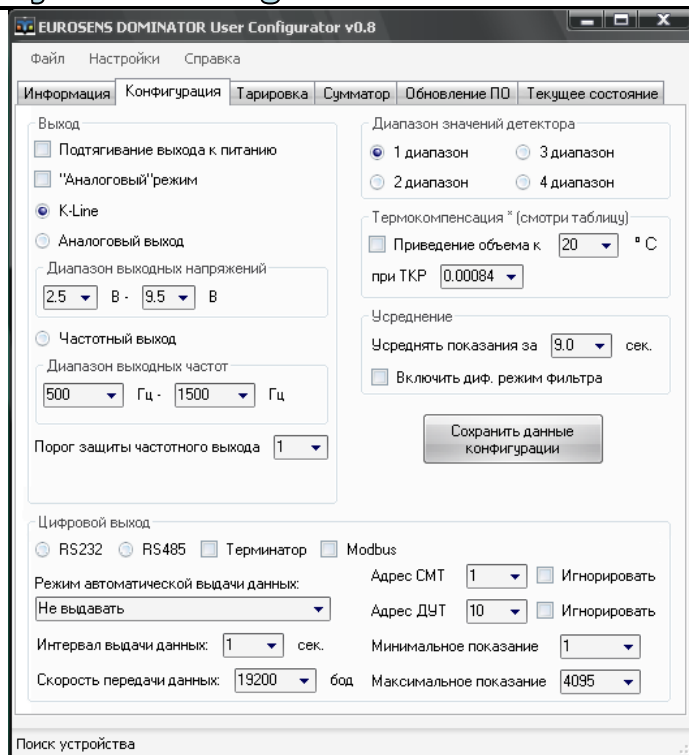 EUROSENS DOMINATOR User Configurator v0.8
Файл Настройки Справка
Информация Конфигурация Тарировка Сумматор Обновление ПО Текущее состояние
Выход
Подтягивание выхода к питанию
"Аналоговый"режим
K-Line
Аналоговый выход
Диапазон выходных напряжений
2.5 В - 9.5 В
Частотный выход
Диапазон выходных частот
500 Гц - 1500 Гц
Порог защиты частотного выхода 1
Диапазон значений детектора
1 диапазон 3 диапазон
2 диапазон 4 диапазон
Термокомпенсация * (смотри таблицу)
Приведение объема к 20 ° C
при ТКР 0.00084
Усреднение
Усреднять показания за 9.0 сек.
Включить диф. режим фильтра
Сохранить данные
конфигурации
Цифровой выход
RS232 RS485 Терминатор Modbus
Режим автоматической выдачи данных:
Не выдавать
Интервал выдачи данных: 1 сек.
Скорость передачи данных: 19200 бод
Адрес СМТ 1 Игнорировать
Адрес ДУТ 10 Игнорировать
Минимальное показание 1
Максимальное показание 4095
Поиск устройства